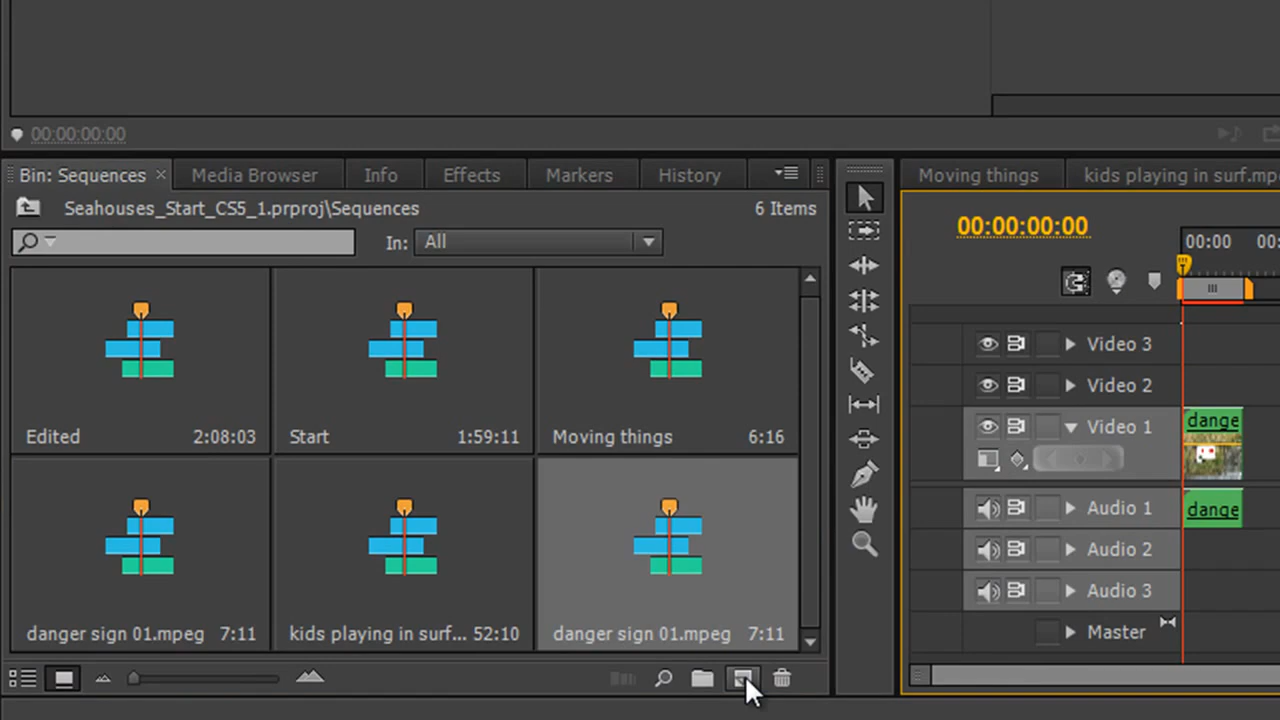 00:00:00:00
Bin: Sequences
Media Browser
Info
Effects
Markers
History
Seahouses_Start_CS5_1.prproj\Sequences
6 Items
In: All
Edited 2:08:03
Start 1:59:11
Moving things 6:16
danger sign 01.mpeg 7:11
kids playing in surf... 52:10
danger sign 01.mpeg 7:11
Moving things
kids playing in surf.mp
00:00:00:00
00:00
00:
Video 3
Video 2
Video 1
dange
Audio 1
dange
Audio 2
Audio 3
Master